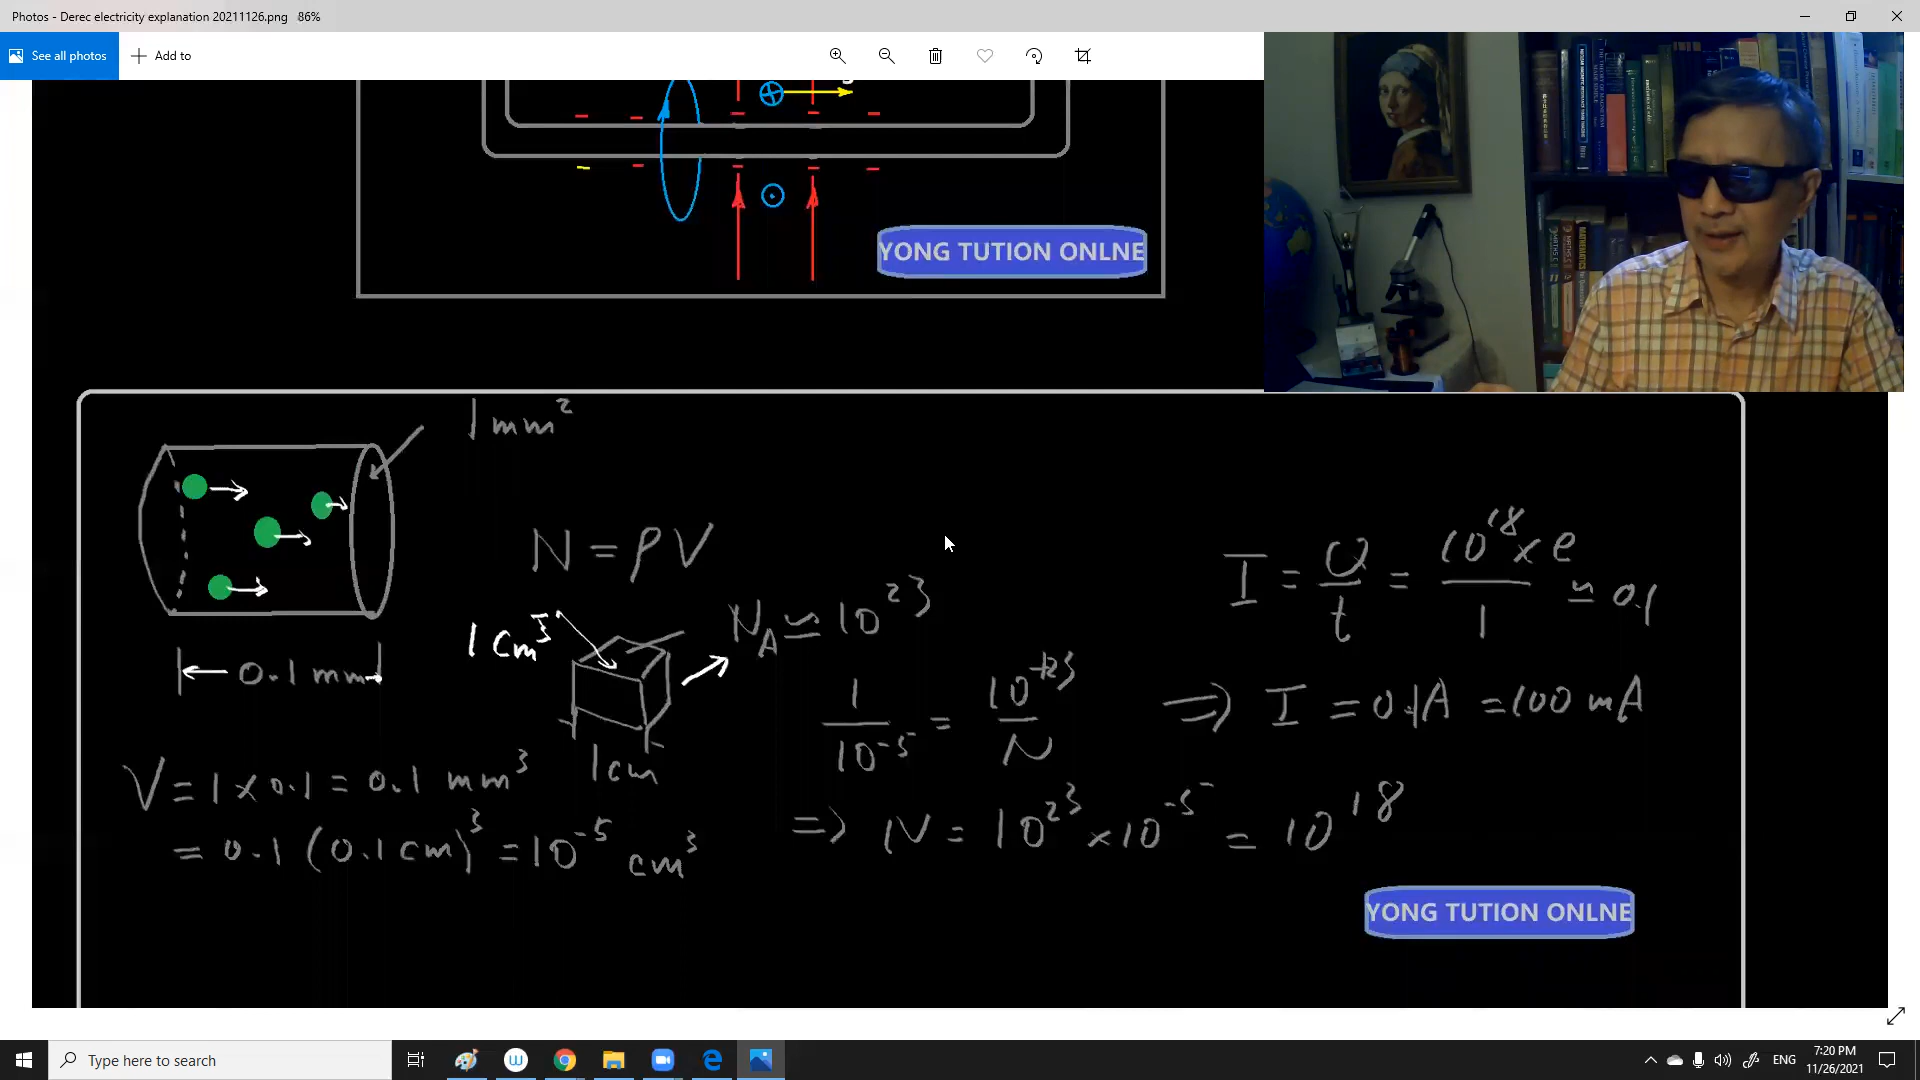 Photos - Derec electricity explanation 20211126.png 86%
See all photos
Add to
YONG TUTION ONLNE
1 mm²
N = ρV
1 cm³
N_A ≃ 10²³
1 cm
0.1 mm
V = 1 × 0.1 = 0.1 mm³
= 0.1 (0.1 cm)³ = 10⁻⁵ cm³
1/10⁻⁵ = 10²³/N
=> N = 10²³ × 10⁻⁵ = 10¹⁸
I = Q/t = 10¹⁸ × e/1 ≃ 0.1
=> I = 0.1A = 100 mA
YONG TUTION ONLNE
Type here to search
ENG
7:20 PM
11/26/2021